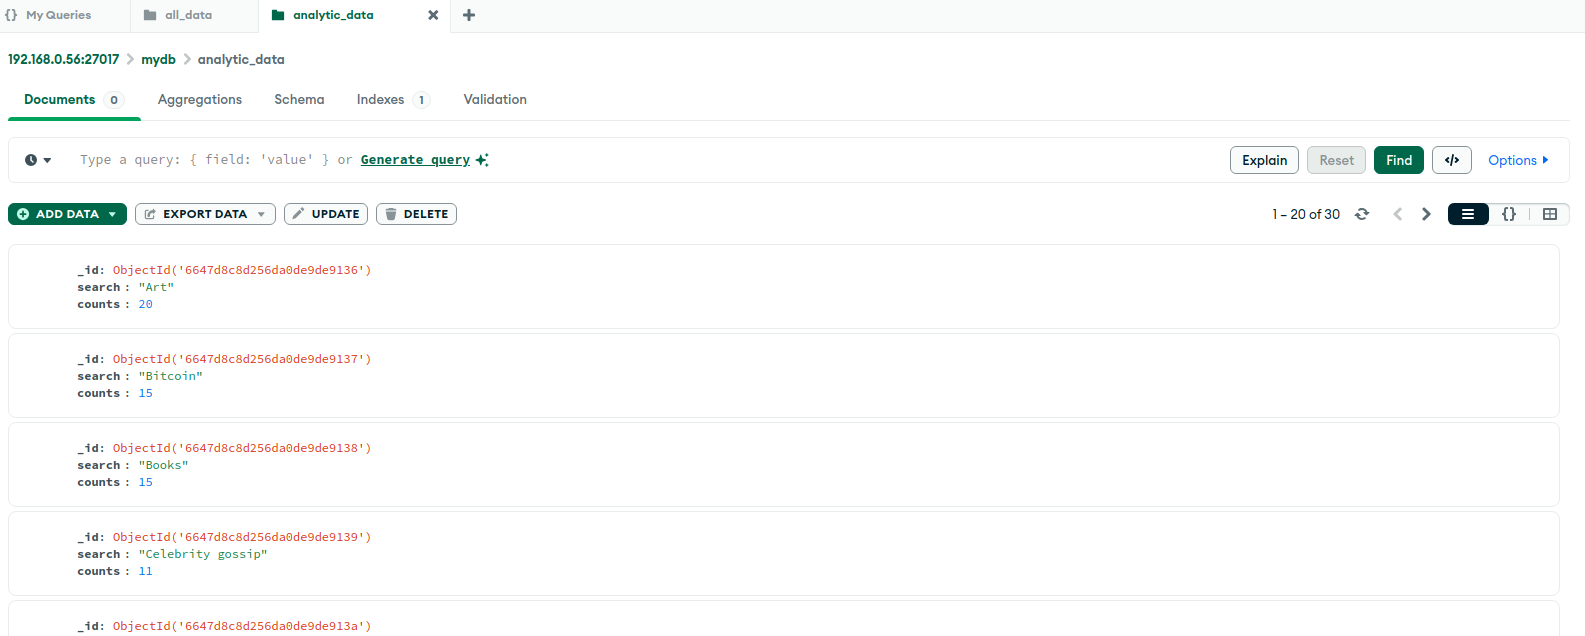 {} My Queries all_data analytic_data
192.168.0.56:27017 > mydb > analytic_data
Documents 0 Aggregations Schema Indexes 1 Validation
Type a query: { field: 'value' } or Generate query Explain Reset Find </> Options
ADD DATA EXPORT DATA UPDATE DELETE 1 – 20 of 30 {}
_id: ObjectId('6647d8c8d256da0de9de9136')
search : "Art"
counts : 20
_id: ObjectId('6647d8c8d256da0de9de9137')
search : "Bitcoin"
counts : 15
_id: ObjectId('6647d8c8d256da0de9de9138')
search : "Books"
counts : 15
_id: ObjectId('6647d8c8d256da0de9de9139')
search : "Celebrity gossip"
counts : 11
_id: ObjectId('6647d8c8d256da0de9de913a')